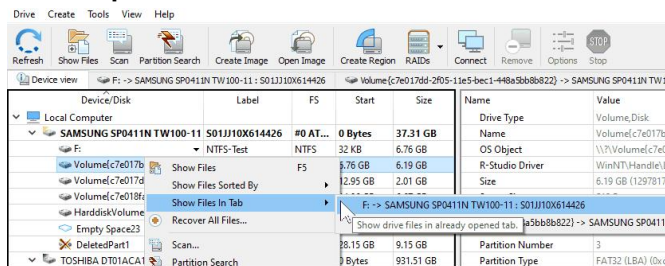 Drive Create Tools View Help
Refresh Show Files Scan Partition Search Create Image Open Image Create Region RAIDs Connect Remove Options Stop
STOP
Device view F: -> SAMSUNG SP0411N TW100-11 : S01JJ10X614426 Volume{c7e017dd-2f05-11e5-bec1-448a5bb8b822} -> SAMSUNG SP0411N TW1
Device/Disk Label FS Start Size Name Value
Local Computer Drive Type Volume,Disk
SAMSUNG SP0411N TW100-11 S01JJ10X614426 #0 AT... 0 Bytes 37.31 GB Name Volume{c7e017b
F: NTFS-Test NTFS 32 KB 6.76 GB OS Object \\?\Volume{c7e0
Volume{c7e017b Show Files F5 6.76 GB 6.19 GB R-Studio Driver WinNT\Handle\
Volume{c7e017d Show Files Sorted By 12.95 GB 2.01 GB Size 6.19 GB (1297817
Volume{c7e018f Show Files In Tab F: -> SAMSUNG SP0411N TW100-11 : S01JJ10X614426
HarddiskVolume Recover All Files... Show drive files in already opened tab. a5bb8b822} -> SAMSUNG SP0411
Empty Space23
DeletedPart1 Scan... 28.15 GB 9.15 GB Partition Number 3
TOSHIBA DT01ACA1 Partition Search 0 Bytes 931.51 GB Partition Type FAT32 (LBA) (0x